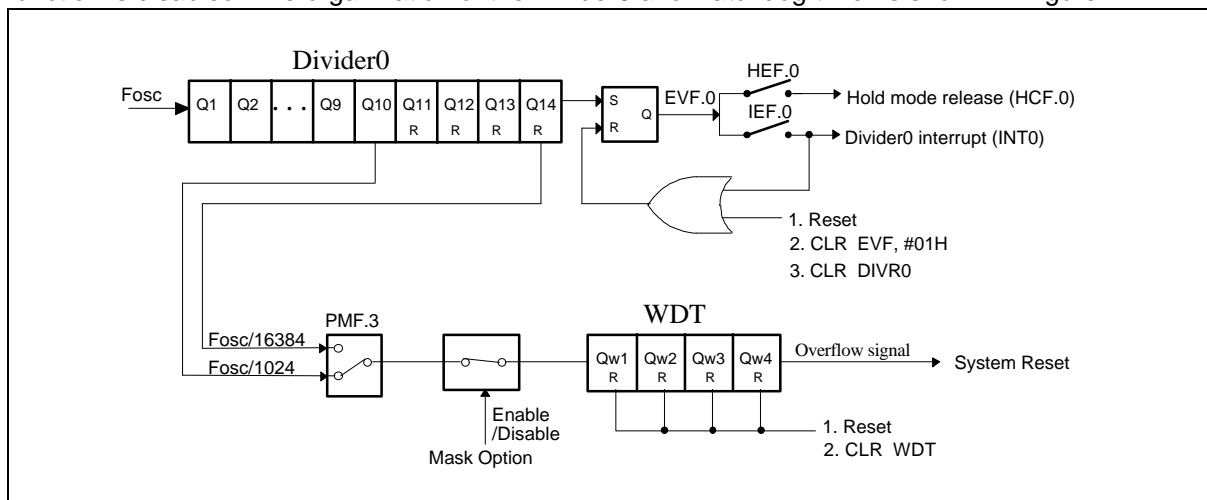 Divider0
Fosc
Q1 Q2 ... Q9 Q10 Q11 Q12 Q13 Q14
R R R R
S
R
Q
EVF.0
HEF.0
IEF.0
Hold mode release (HCF.0)
Divider0 interrupt (INT0)
1. Reset
2. CLR EVF, #01H
3. CLR DIVR0
PMF.3
Fosc/16384
Fosc/1024
Enable
/Disable
Mask Option
WDT
Qw1 Qw2 Qw3 Qw4
R R R R
Overflow signal
System Reset
1. Reset
2. CLR WDT